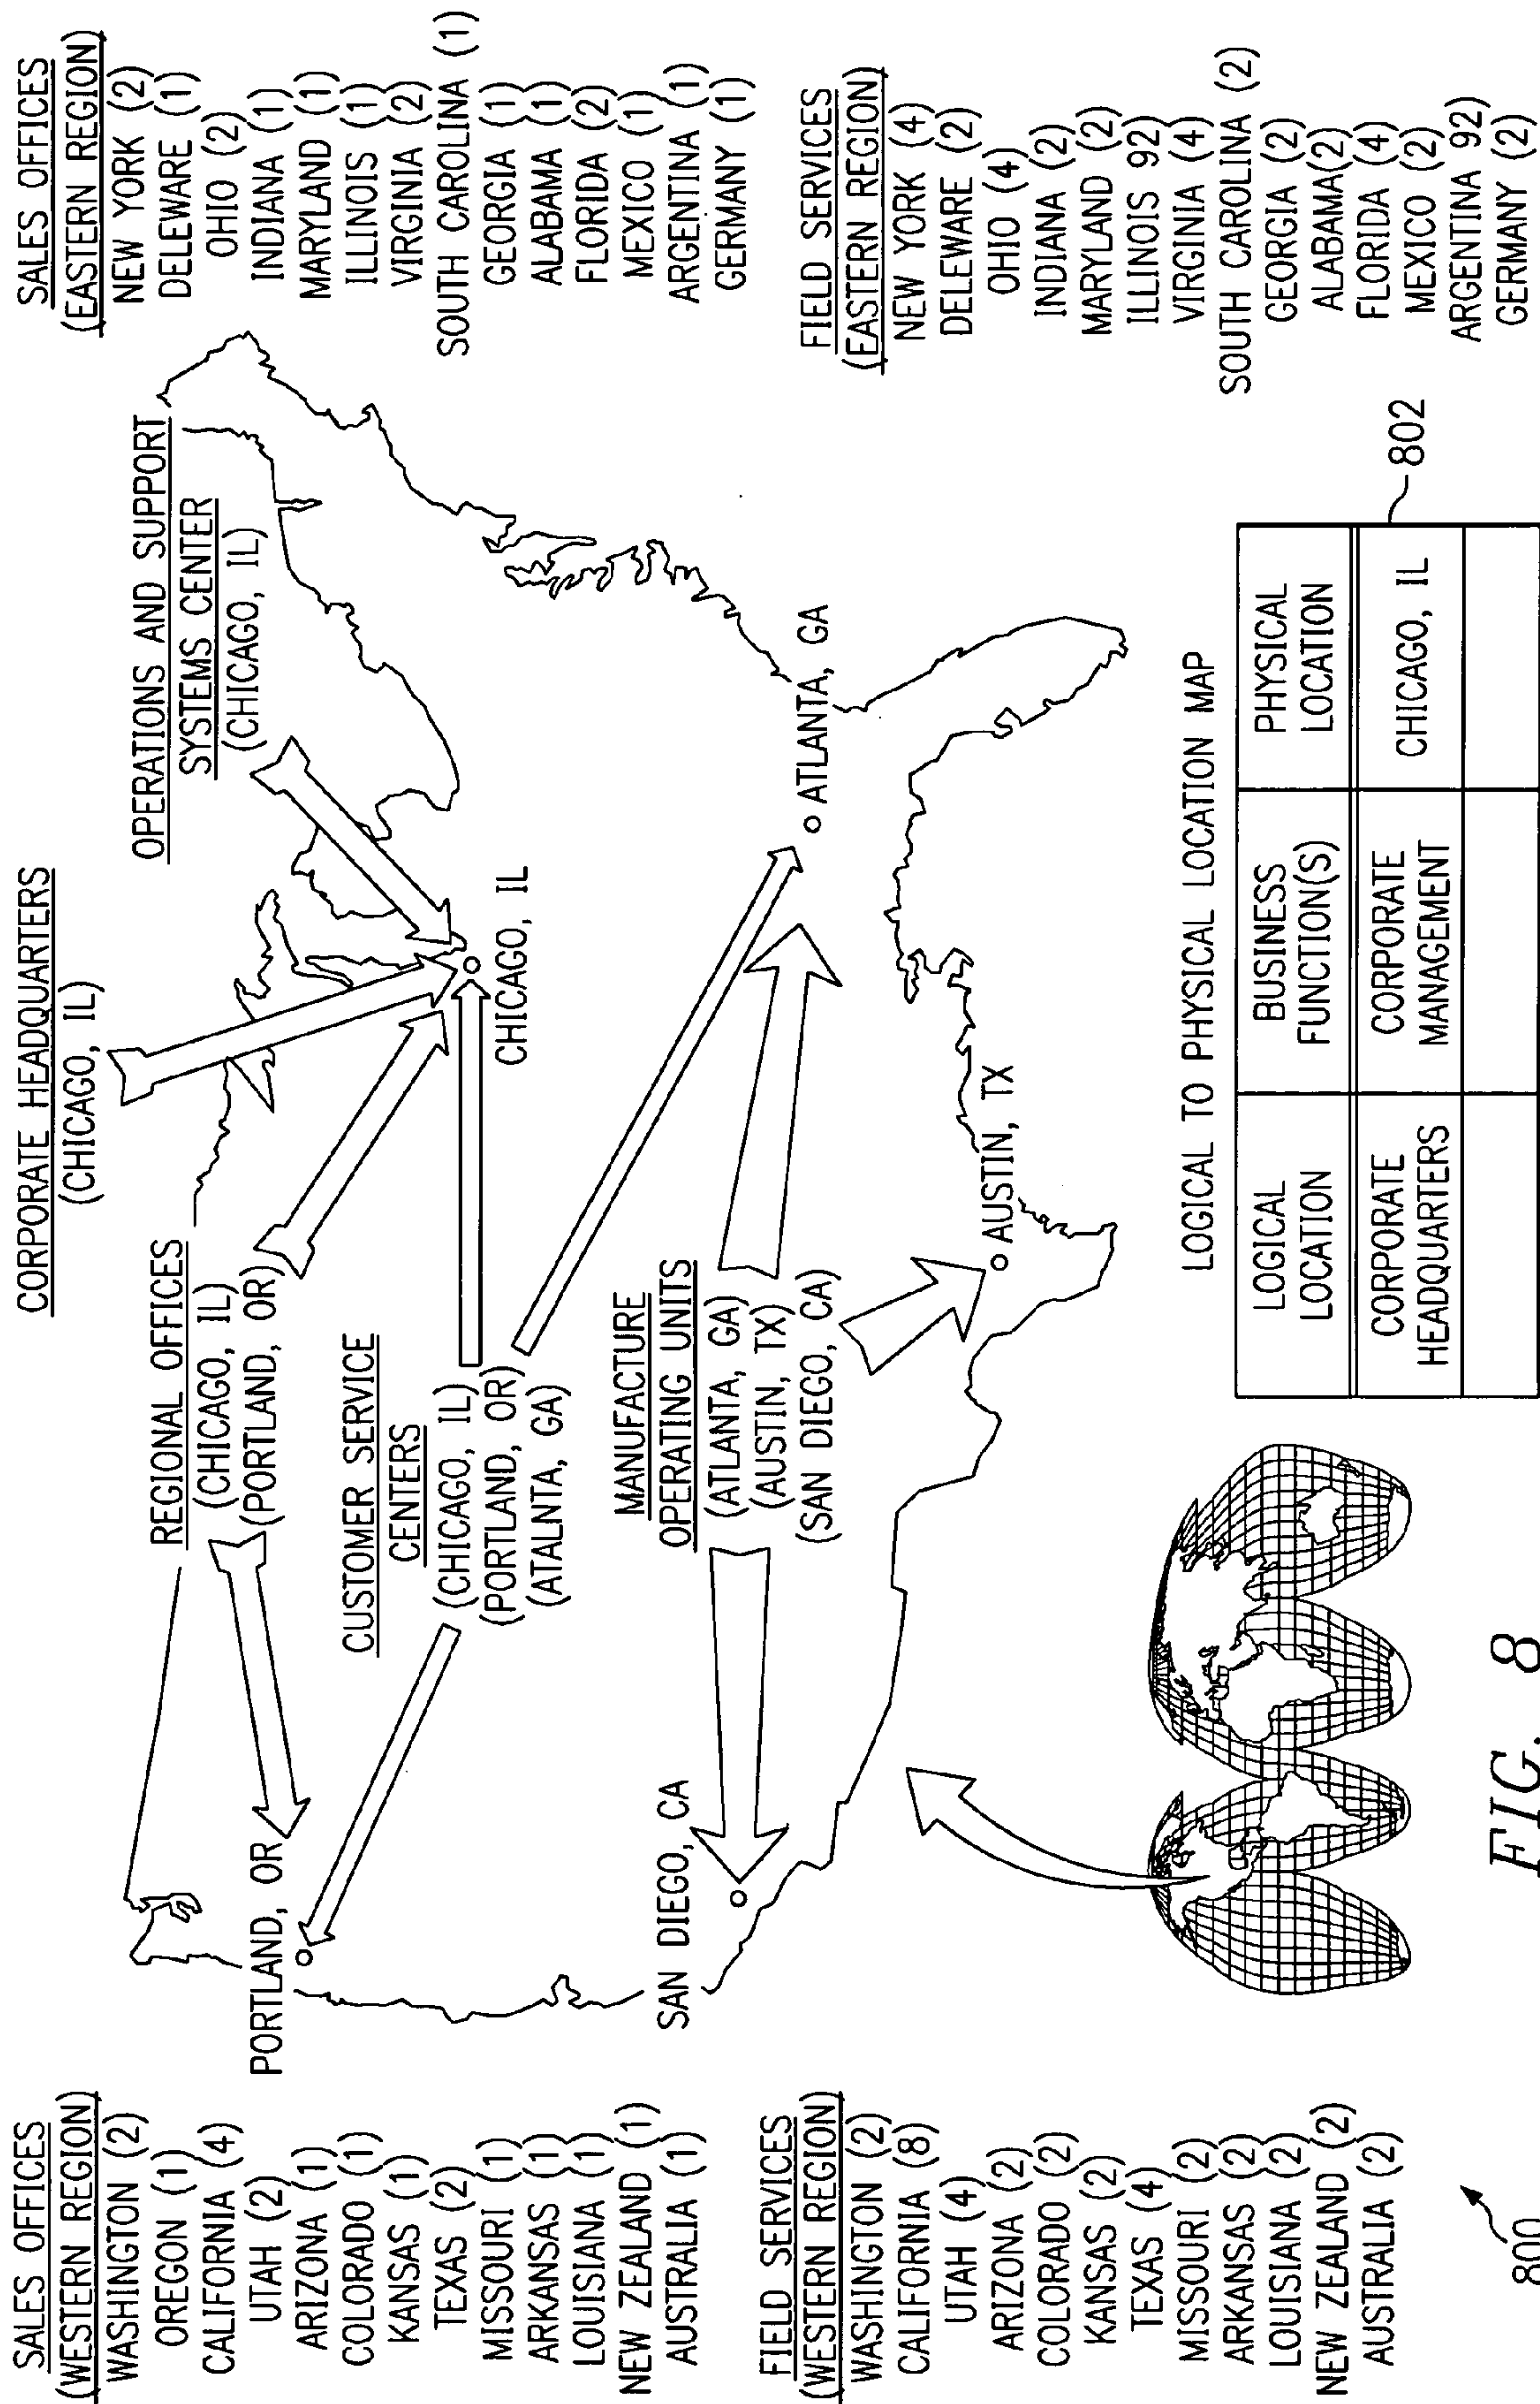 SALES OFFICES
(WESTERN REGION)
WASHINGTON (2)
OREGON (1)
CALIFORNIA (4)
UTAH (2)
ARIZONA (1)
COLORADO (1)
KANSAS (1)
TEXAS (2)
MISSOURI (1)
ARKANSAS (1)
LOUISIANA (1)
NEW ZEALAND (1)
AUSTRALIA (1)
FIELD SERVICES
(WESTERN REGION)
WASHINGTON (2)
CALIFORNIA (8)
UTAH (4)
ARIZONA (2)
COLORADO (2)
KANSAS (2)
TEXAS (4)
MISSOURI (2)
ARKANSAS (2)
LOUISIANA (2)
NEW ZEALAND (2)
AUSTRALIA (2)
800
CORPORATE HEADQUARTERS
(CHICAGO, IL)
REGIONAL OFFICES
(CHICAGO, IL)
(PORTLAND, OR)
OPERATIONS AND SUPPORT
SYSTEMS CENTER
(CHICAGO, IL)
PORTLAND, OR
CUSTOMER SERVICE
CENTERS
(CHICAGO, IL)
(PORTLAND, OR)
(ATALNTA, GA)
CHICAGO, IL
MANUFACTURE
OPERATING UNITS
(ATLANTA, GA)
(AUSTIN, TX)
(SAN DIEGO, CA)
SAN DIEGO, CA
ATLANTA, GA
AUSTIN, TX
LOGICAL TO PHYSICAL LOCATION MAP
LOGICAL
LOCATION
BUSINESS
FUNCTION(S)
PHYSICAL
LOCATION
CORPORATE
HEADQUARTERS
CORPORATE
MANAGEMENT
CHICAGO, IL
802
FIG. 8
SALES OFFICES
(EASTERN REGION)
NEW YORK (2)
DELEWARE (1)
OHIO (2)
INDIANA (1)
MARYLAND (1)
ILLINOIS (1)
VIRGINIA (2)
SOUTH CAROLINA (1)
GEORGIA (1)
ALABAMA (1)
FLORIDA (2)
MEXICO (1)
ARGENTINA (1)
GERMANY (1)
FIELD SERVICES
(EASTERN REGION)
NEW YORK (4)
DELEWARE (2)
OHIO (4)
INDIANA (2)
MARYLAND (2)
ILLINOIS 92)
VIRGINIA (4)
SOUTH CAROLINA (2)
GEORGIA (2)
ALABAMA(2)
FLORIDA (4)
MEXICO (2)
ARGENTINA 92)
GERMANY (2)